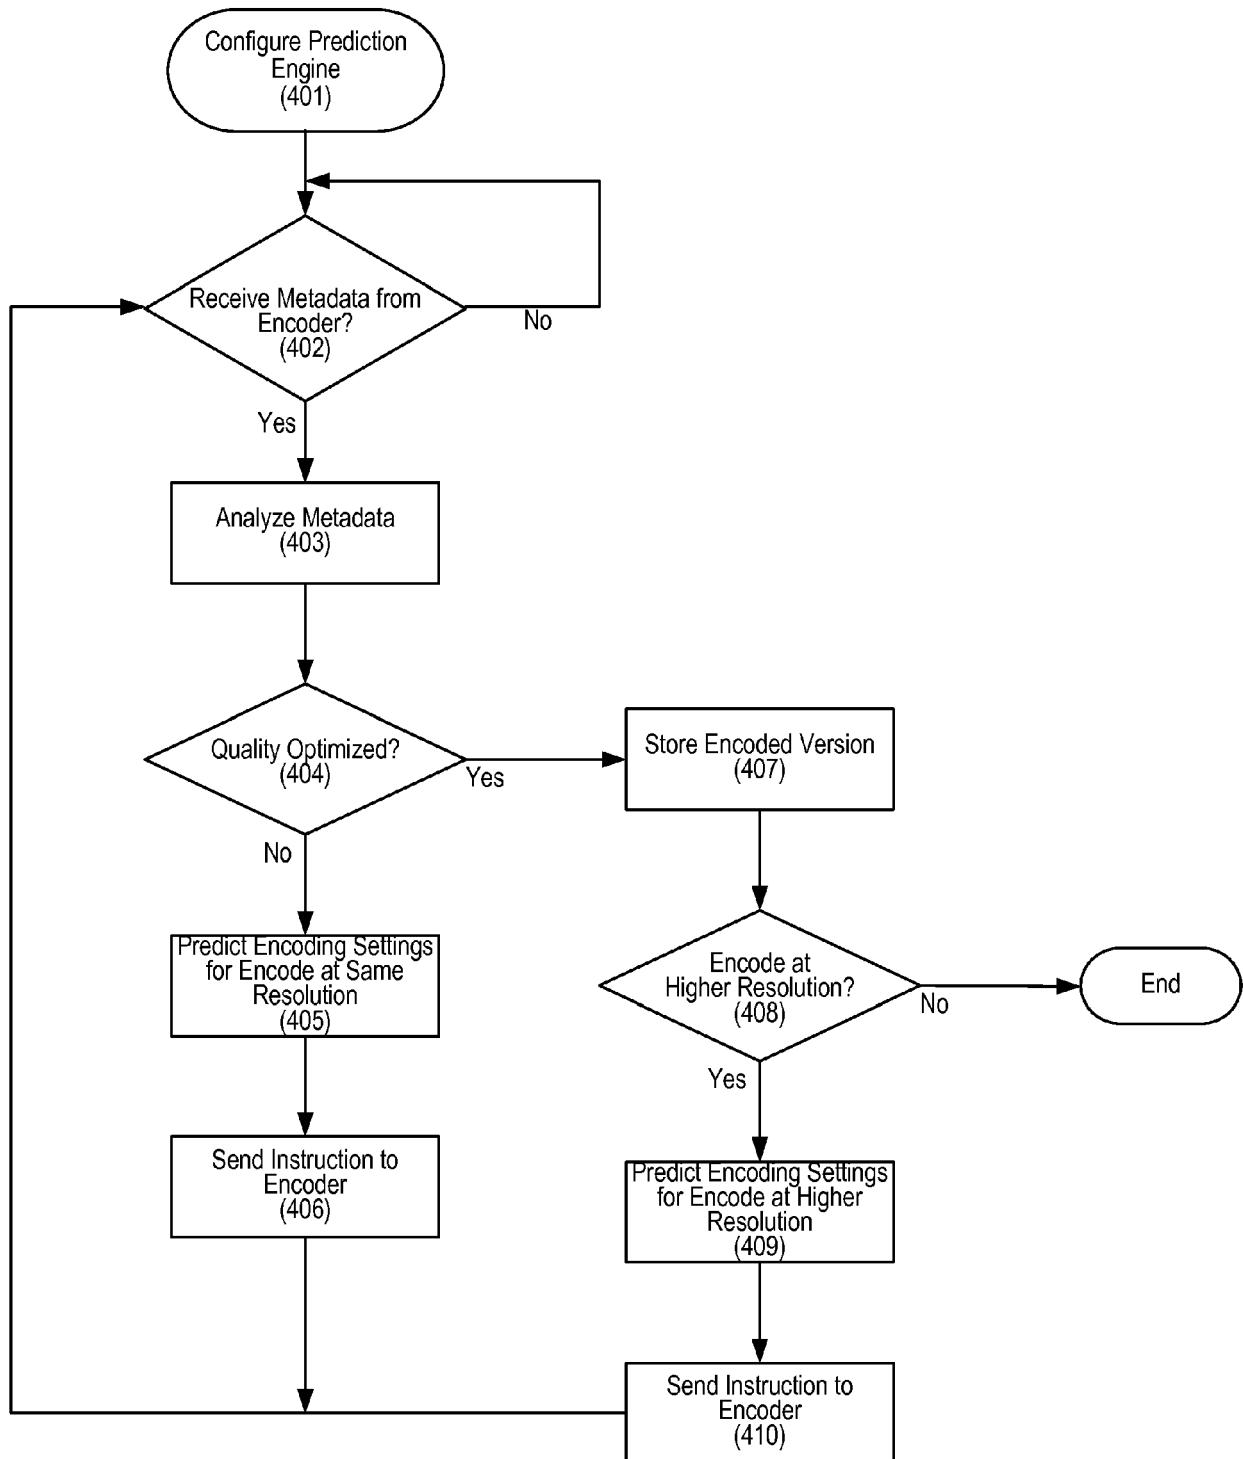 Configure Prediction
Engine
(401)
Receive Metadata from
Encoder?
(402)
No
Yes
Analyze Metadata
(403)
Quality Optimized?
(404)
Yes
No
Store Encoded Version
(407)
Predict Encoding Settings
for Encode at Same
Resolution
(405)
Encode at
Higher Resolution?
(408)
No
End
Yes
Send Instruction to
Encoder
(406)
Predict Encoding Settings
for Encode at Higher
Resolution
(409)
Send Instruction to
Encoder
(410)